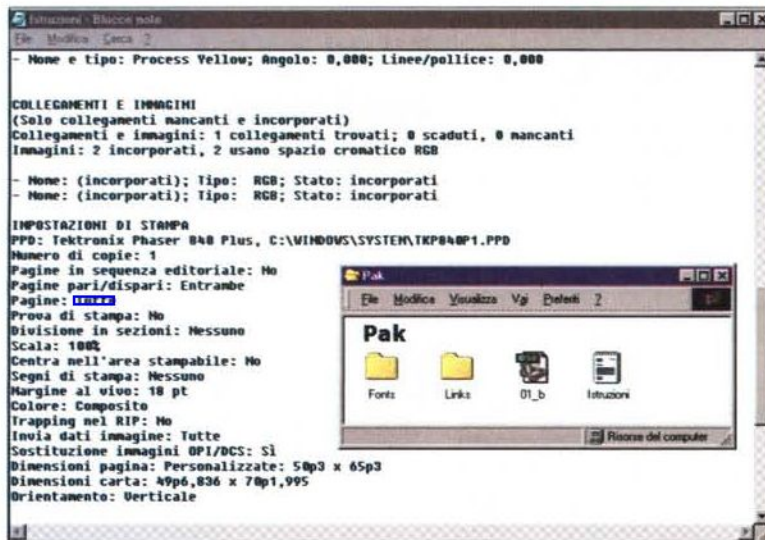 Istruzioni - Blocco note
File Modifica Cerca ?
- Nome e tipo: Process Yellow; Angolo: 0,000; Linee/pollice: 0,000
COLLEGAMENTI E IMMAGINI
(Solo collegamenti mancanti e incorporati)
Collegamenti e immagini: 1 collegamenti trovati; 0 scaduti, 0 mancanti
Immagini: 2 incorporati, 2 usano spazio cromatico RGB
- Nome: (incorporati); Tipo: RGB; Stato: incorporati
- Nome: (incorporati); Tipo: RGB; Stato: incorporati
IMPOSTAZIONI DI STAMPA
PPD: Tektronix Phaser 840 Plus, C:\WINDOWS\SYSTEM\TKP840P1.PPD
Numero di copie: 1
Pagine in sequenza editoriale: No
Pagine pari/dispari: Entrambe
Pagine:
Prova di stampa: No
Divisione in sezioni: Nessuno
Scala: 100%
Centra nell'area stampabile: No
Segni di stampa: Nessuno
Margine al vivo: 18 pt
Colore: Composito
Trapping nel RIP: No
Invia dati immagine: Tutte
Sostituzione immagini OPI/DCS: Sì
Dimensioni pagina: Personalizzate: 50p3 x 65p3
Dimensioni carta: 49p6,836 x 70p1,995
Orientamento: Verticale
Pak
File Modifica Visualizza Vai Preferiti ?
Pak
Fonts Links 01_b Istruzioni
Risorse del computer